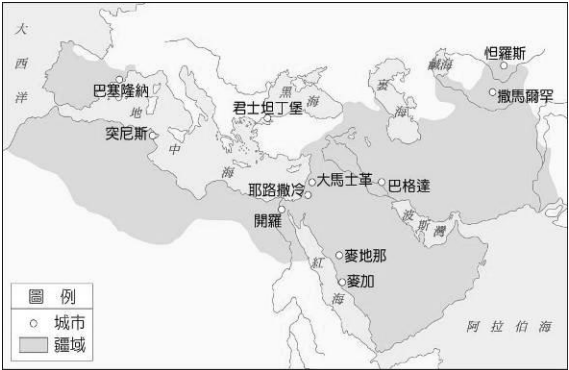 大西洋
鹹海
怛羅斯
撒馬爾罕
裏海
黑海
君士坦丁堡
巴塞隆納
地中海
突尼斯
大馬士革
巴格達
耶路撒冷
開羅
波斯灣
麥地那
紅海
麥加
阿拉伯海
圖例
城市
疆域